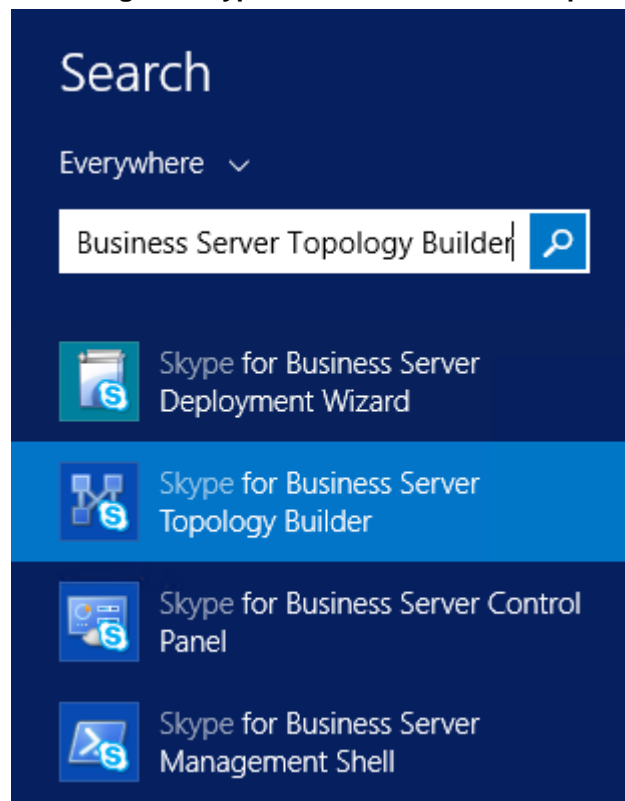 Search
Everywhere
Business Server Topology Builder
Skype for Business Server
Deployment Wizard
Skype for Business Server
Topology Builder
Skype for Business Server Control
Panel
Skype for Business Server
Management Shell